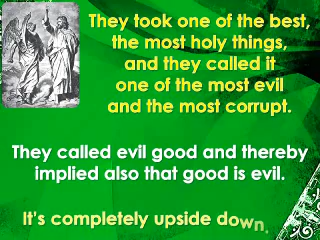 They took one of the best,
the most holy things,
and they called it
one of the most evil
and the most corrupt.
They called evil good and thereby
implied also that good is evil.
It's completely upside down.